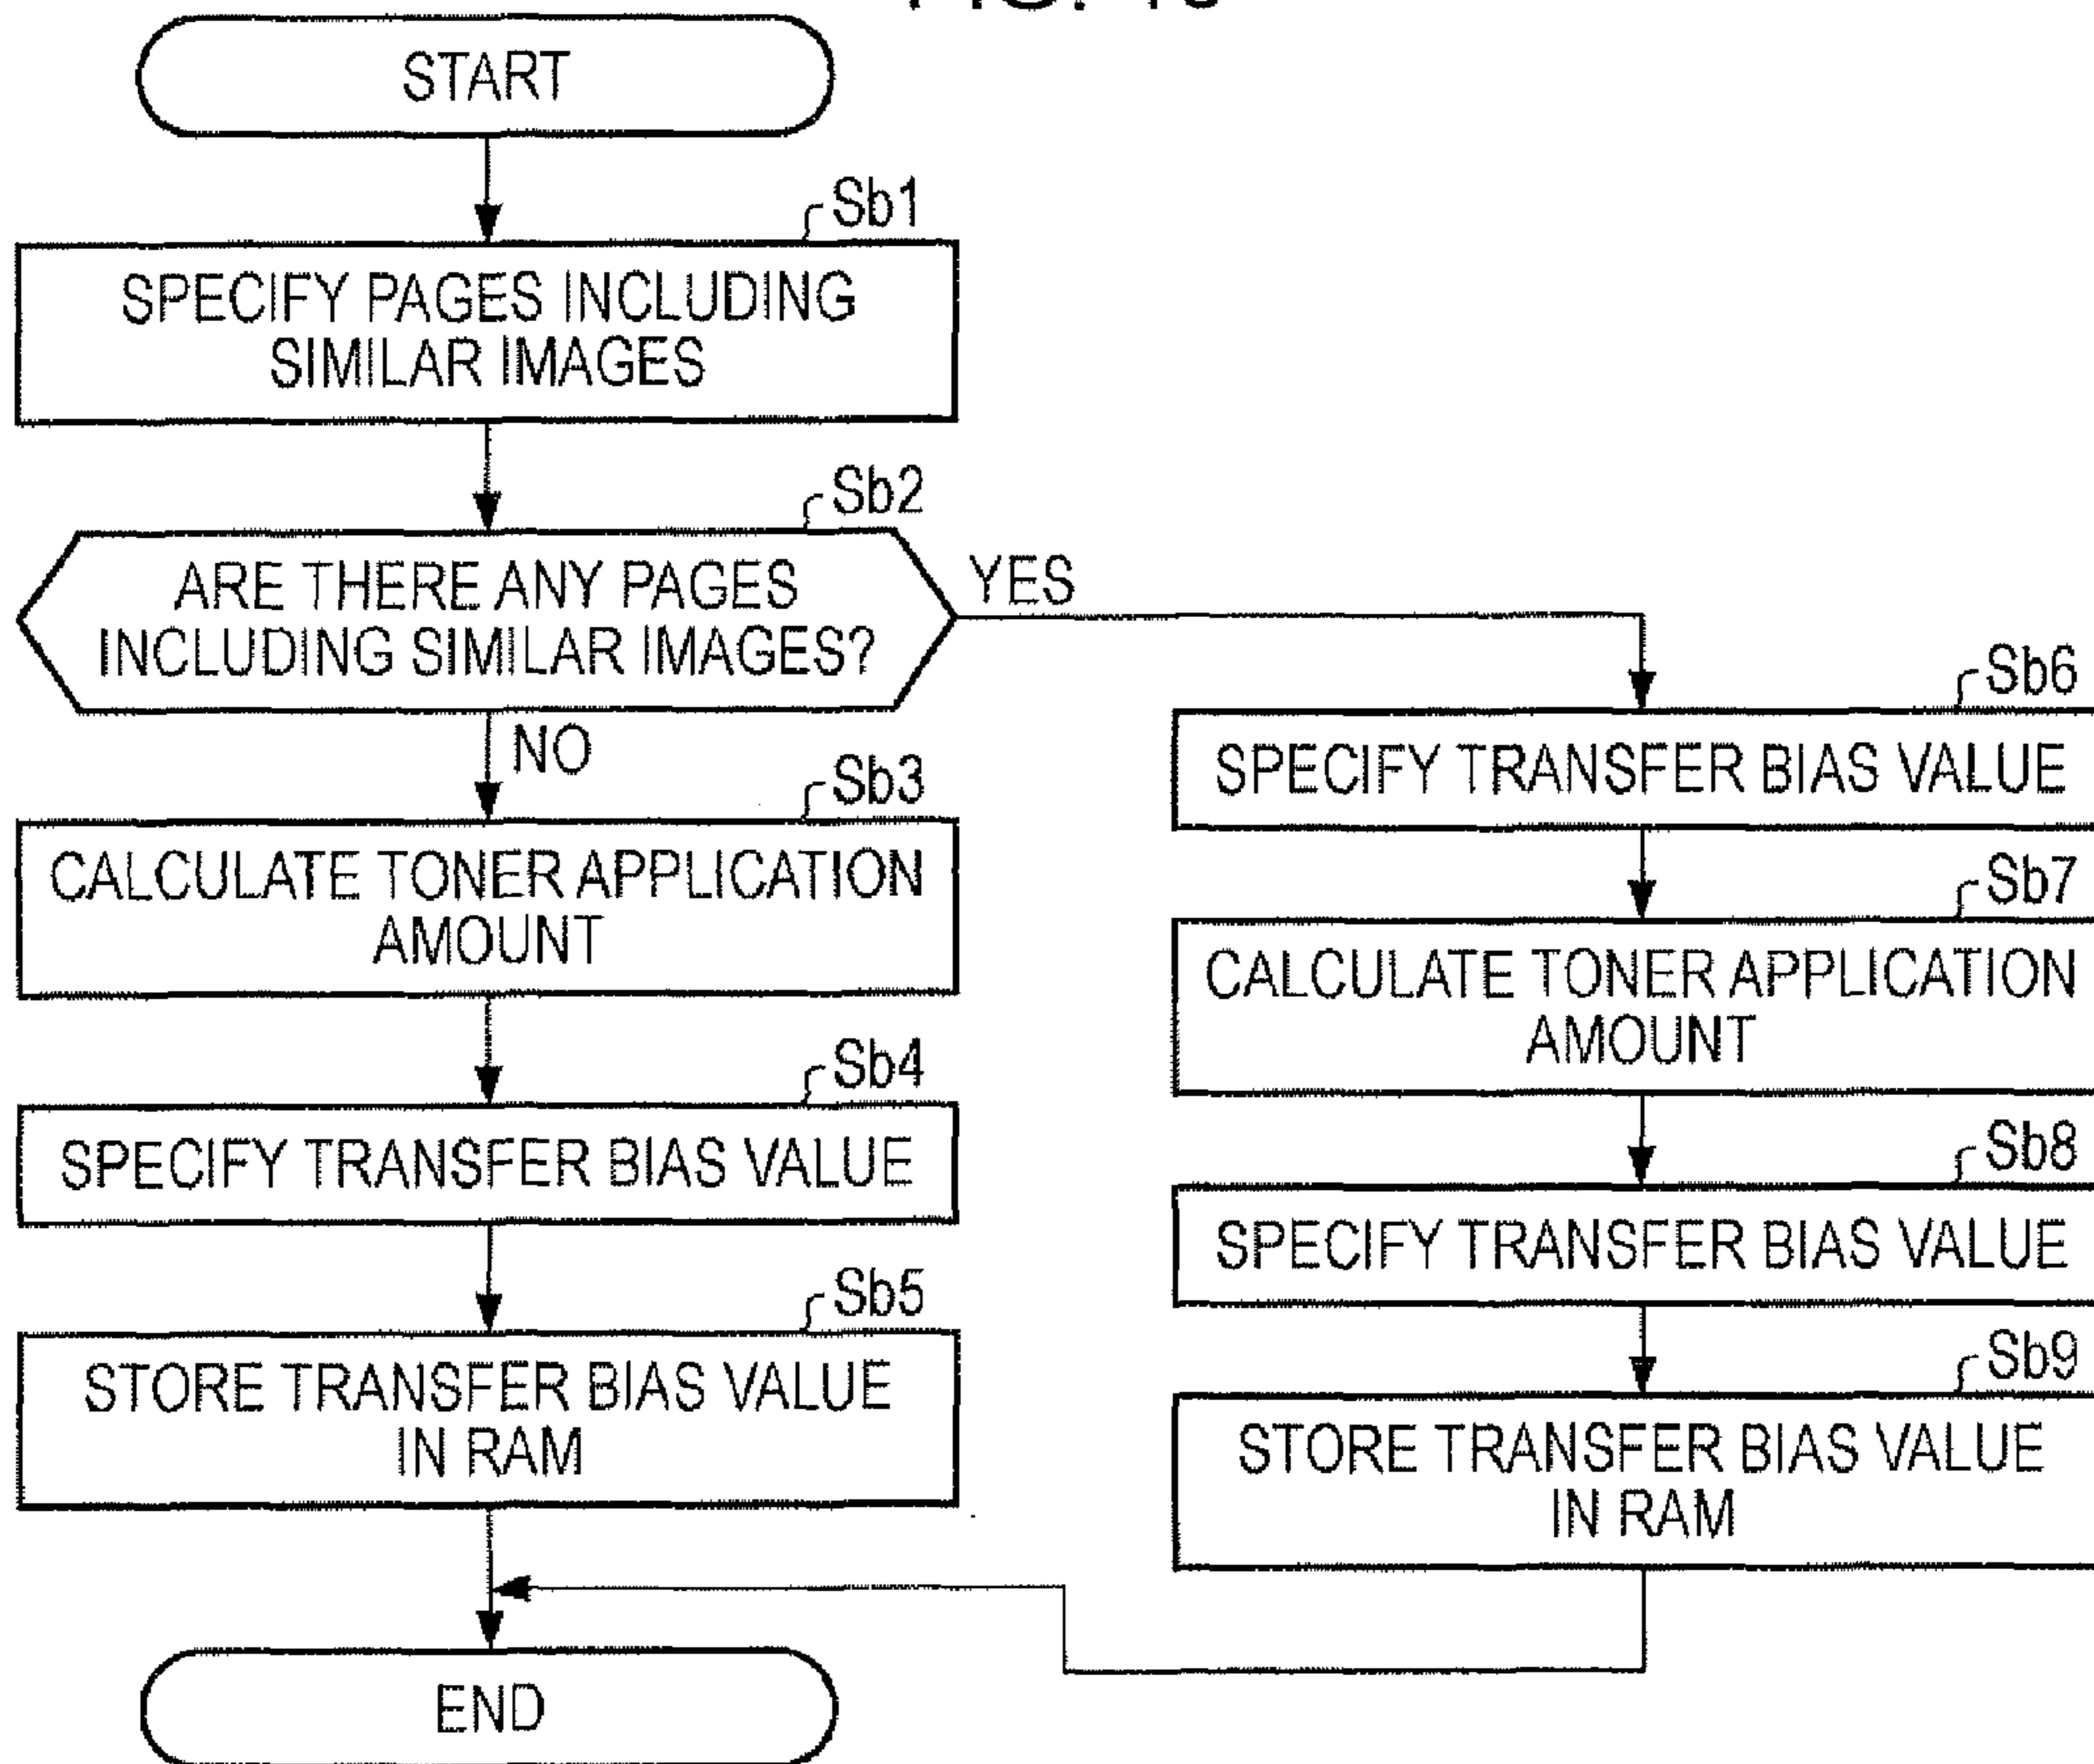 START
Sb1
SPECIFY PAGES INCLUDING
SIMILAR IMAGES
Sb2
ARE THERE ANY PAGES
INCLUDING SIMILAR IMAGES?
YES
NO
Sb3
CALCULATE TONER APPLICATION
AMOUNT
Sb4
SPECIFY TRANSFER BIAS VALUE
Sb5
STORE TRANSFER BIAS VALUE
IN RAM
Sb6
SPECIFY TRANSFER BIAS VALUE
Sb7
CALCULATE TONER APPLICATION
AMOUNT
Sb8
SPECIFY TRANSFER BIAS VALUE
Sb9
STORE TRANSFER BIAS VALUE
IN RAM
END